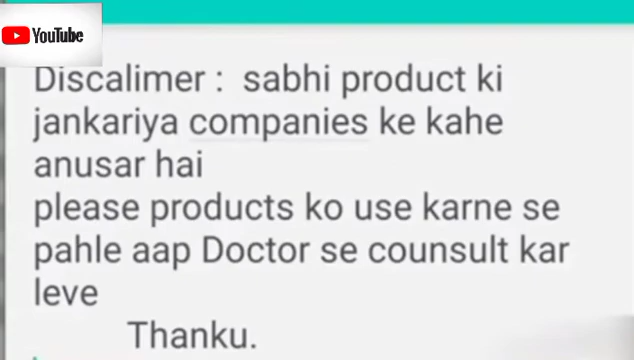 YouTube
Discalimer : sabhi product ki
jankariya companies ke kahe
anusar hai
please products ko use karne se
pahle aap Doctor se counsult kar
leve
Thanku.